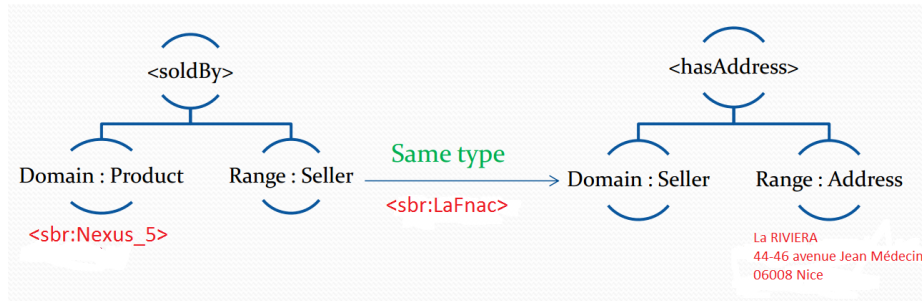 <soldBy>
<hasAddress>
Same type
Domain : Product
Range : Seller
Domain : Seller
Range : Address
<sbr:Nexus_5>
<sbr:LaFnac>
La RIVIERA
44-46 avenue Jean Médecin
06008 Nice